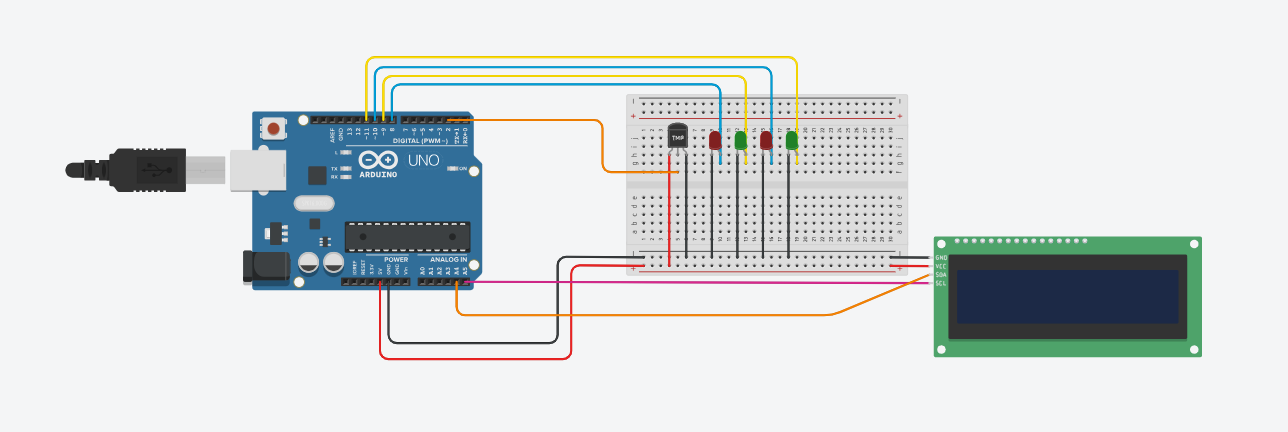 AREF
GND
13
12
~11
~10
~9
8
7
~6
~5
4
~3
2
TX→1
RX←0
DIGITAL (PWM~)
L
TX
RX
UNO
ARDUINO
ON
TMP
IOREF
RESET
3.3V
5V
GND
GND
Vin
POWER
ANALOG IN
A0
A1
A2
A3
A4
A5
GND
VCC
SDA
SCL